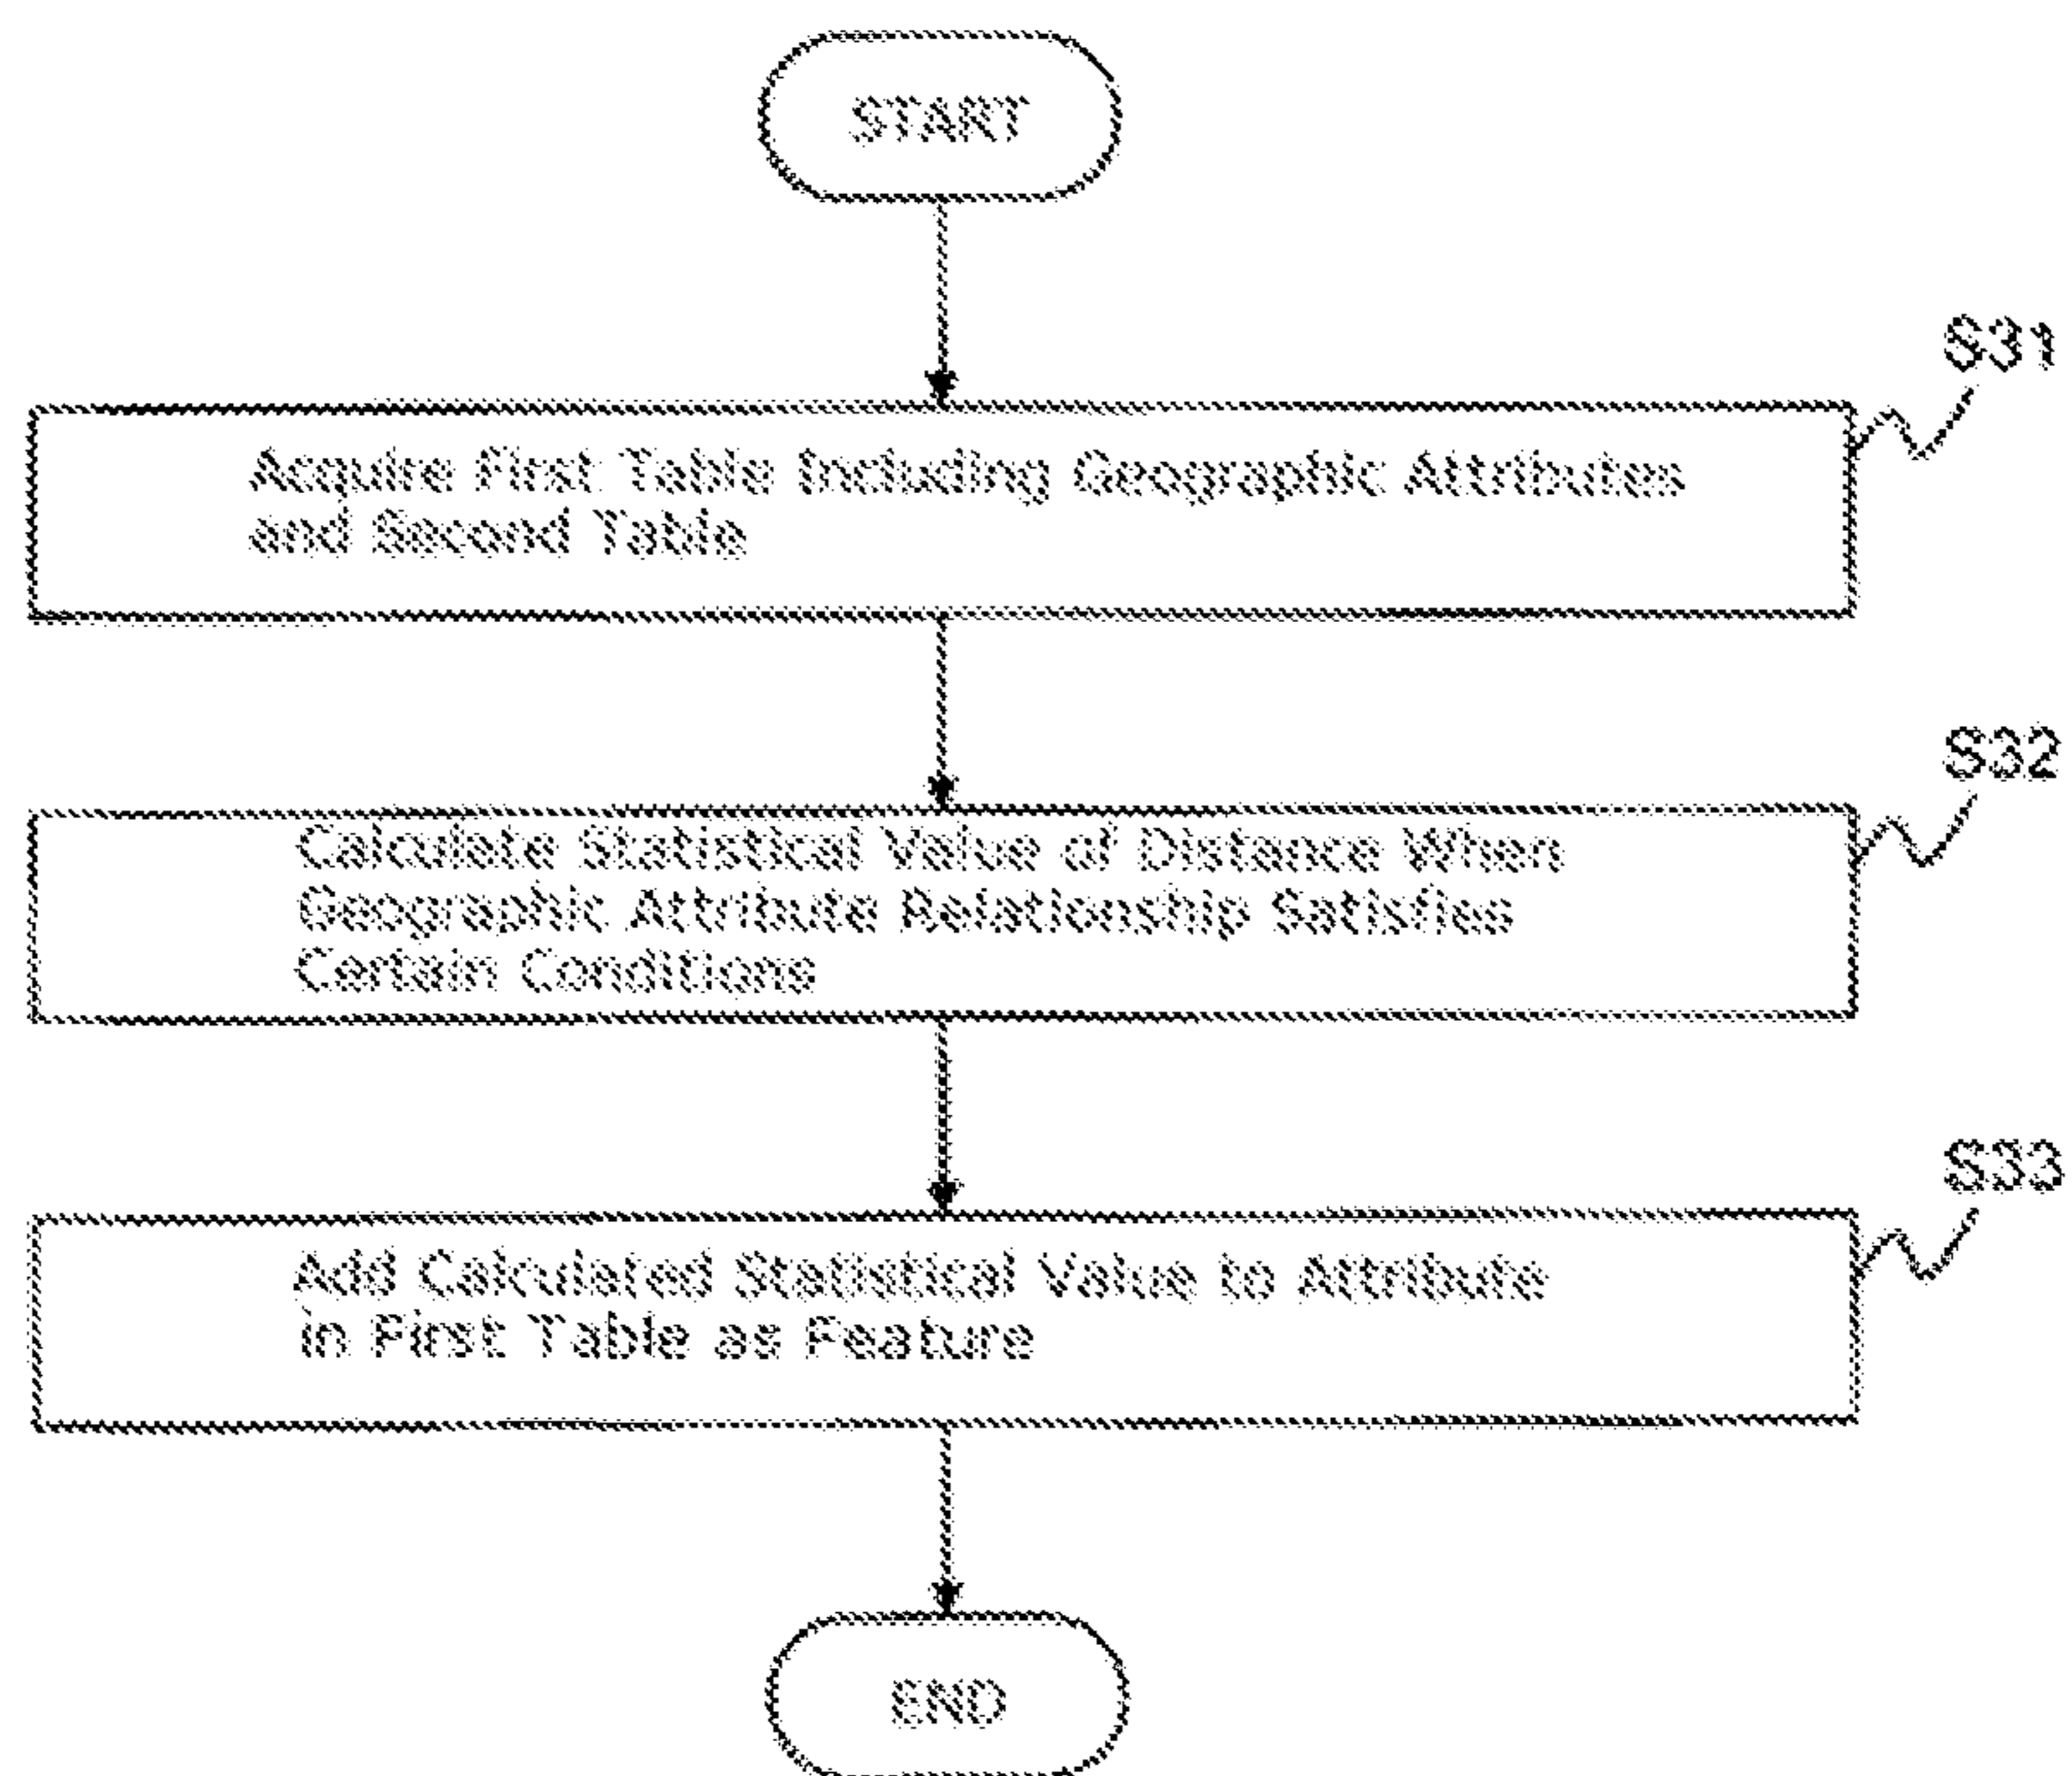 START
S31
Acquire First Table Including Geographic Attributes
and Second Table
S32
Calculate Statistical Value of Distance When
Geographic Attribute Relationship Satisfies
Certain Conditions
S33
Add Calculated Statistical Value to Attribute
in First Table as Feature
END